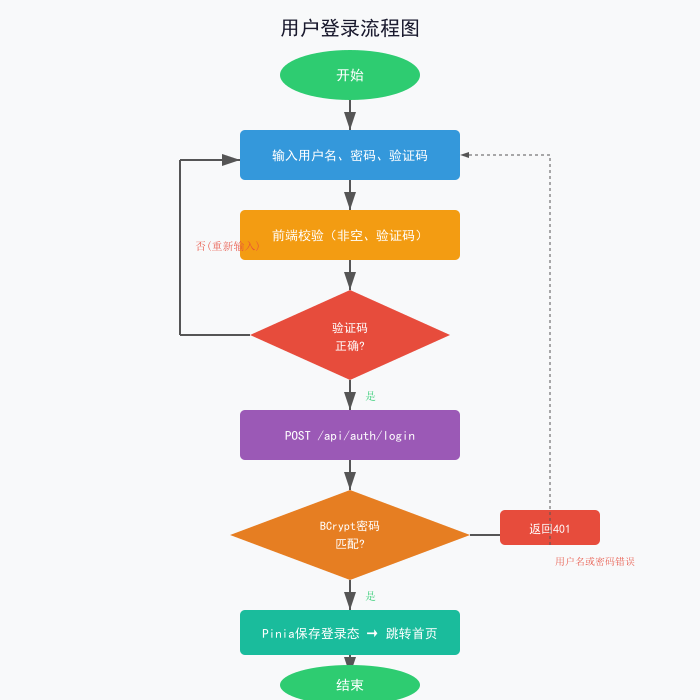 用户登录流程图
开始
输入用户名、密码、验证码
前端校验（非空、验证码）
否(重新输入)
验证码
正确?
是
POST /api/auth/login
BCrypt密码
匹配?
返回401
用户名或密码错误
是
Pinia保存登录态 → 跳转首页
结束